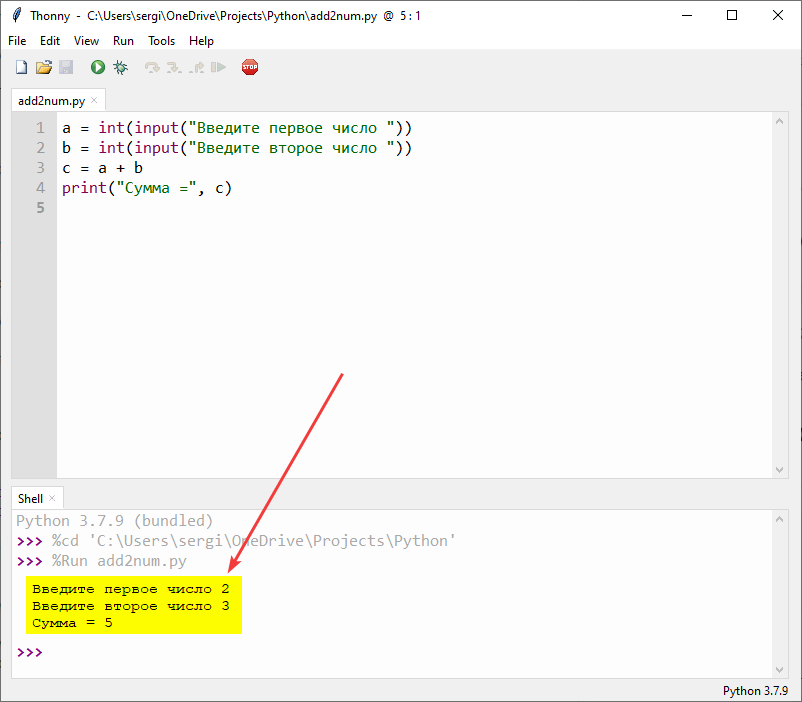 Thonny - C:\Users\sergi\OneDrive\Projects\Python\add2num.py @ 5:1
File Edit View Run Tools Help
STOP
add2num.py ×
1 a = int(input("Введите первое число "))
2 b = int(input("Введите второе число "))
3 c = a + b
4 print("Сумма =", c)
5
Shell ×
Python 3.7.9 (bundled)
>>> %cd 'C:\Users\sergi\OneDrive\Projects\Python'
>>> %Run add2num.py
Введите первое число 2
Введите второе число 3
Сумма = 5
>>>
Python 3.7.9